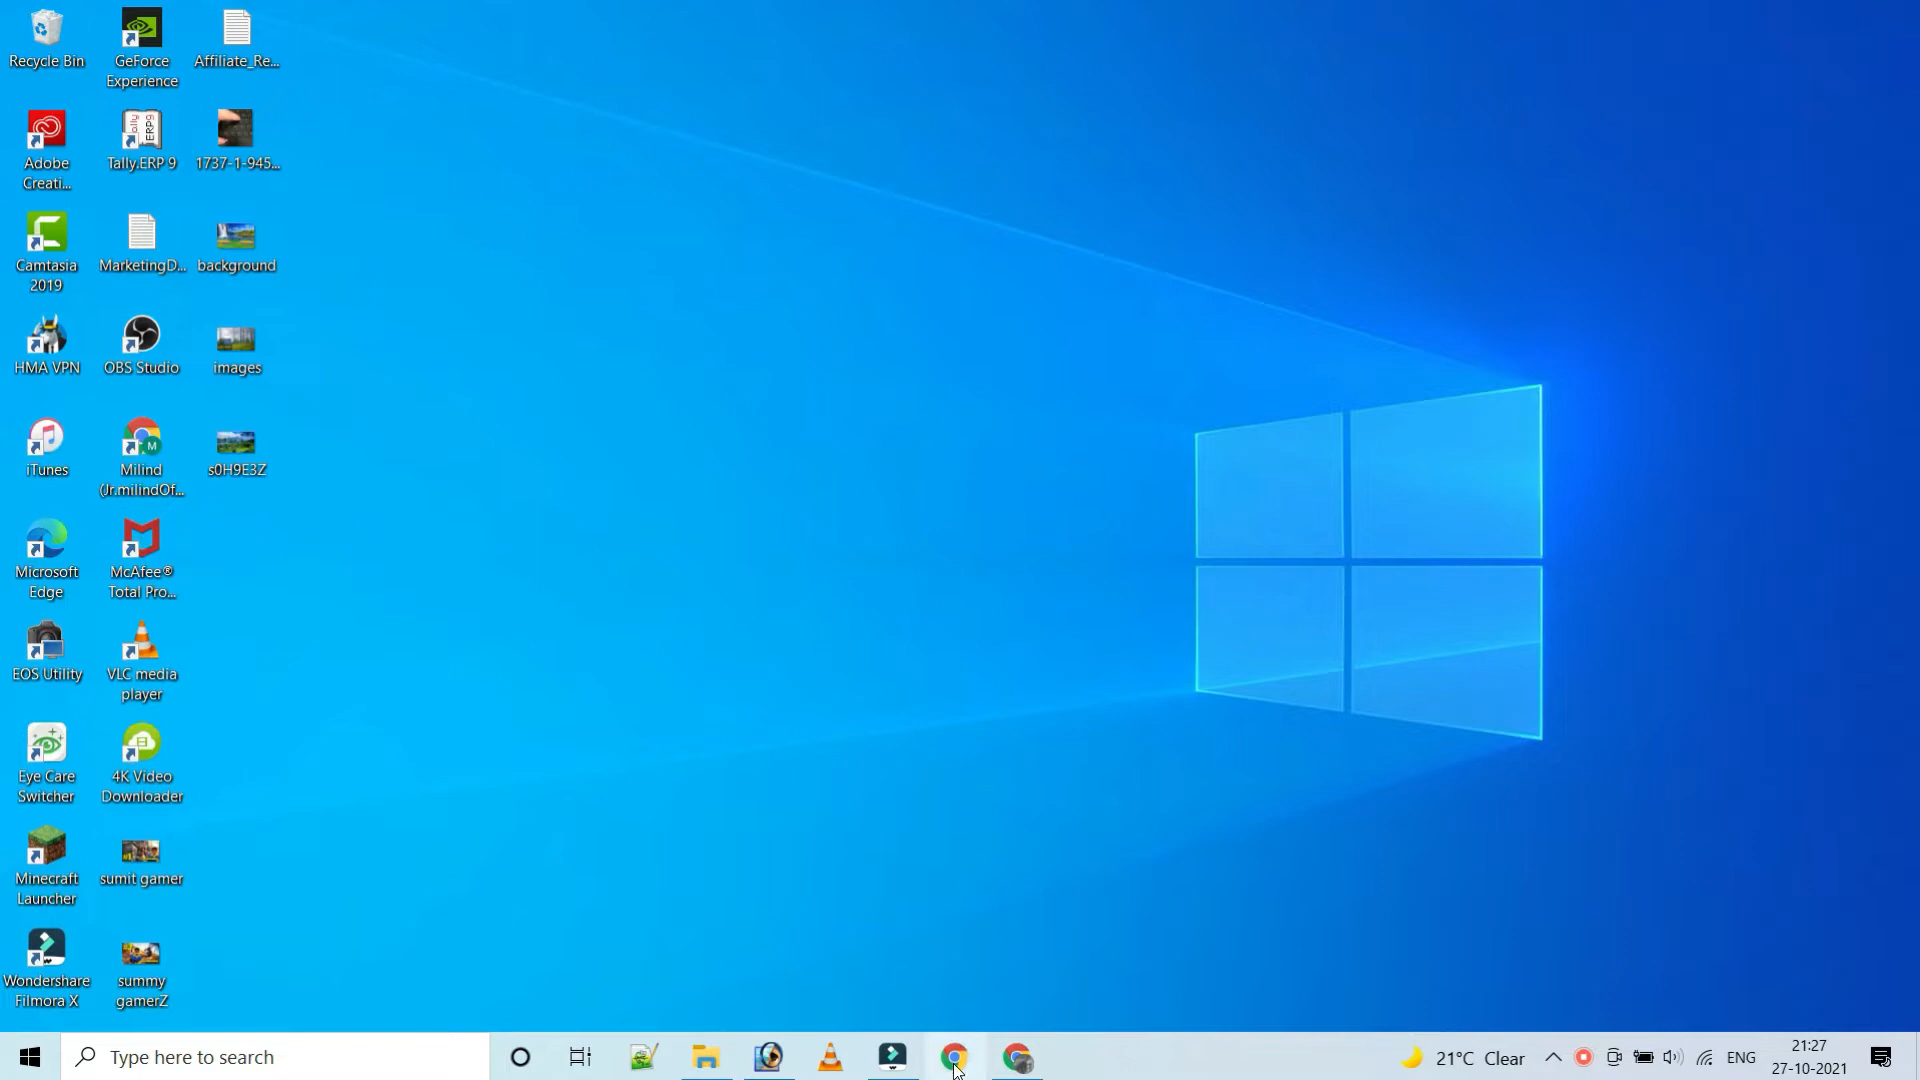 Recycle Bin
GeForce
Experience
Affiliate_Re...
Adobe
Creati...
Tally.ERP 9
1737-1-945...
Camtasia
2019
MarketingD...
background
HMA VPN
OBS Studio
images
iTunes
Milind
(Jr.milindOf...
s0H9E3Z
Microsoft
Edge
McAfee®
Total Pro...
EOS Utility
VLC media
player
Eye Care
Switcher
4K Video
Downloader
Minecraft
Launcher
sumit gamer
Wondershare
Filmora X
summy
gamerZ
Type here to search
21°C Clear
ENG
21:27
27-10-2021